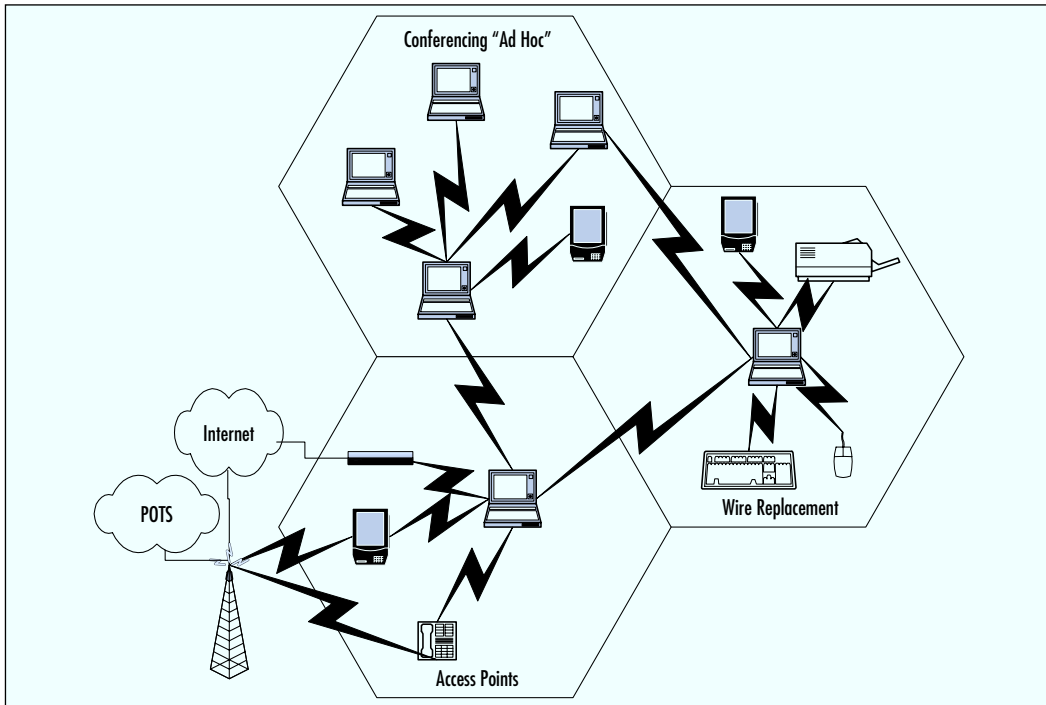 Conferencing “Ad Hoc”
Internet
POTS
Wire Replacement
Access Points